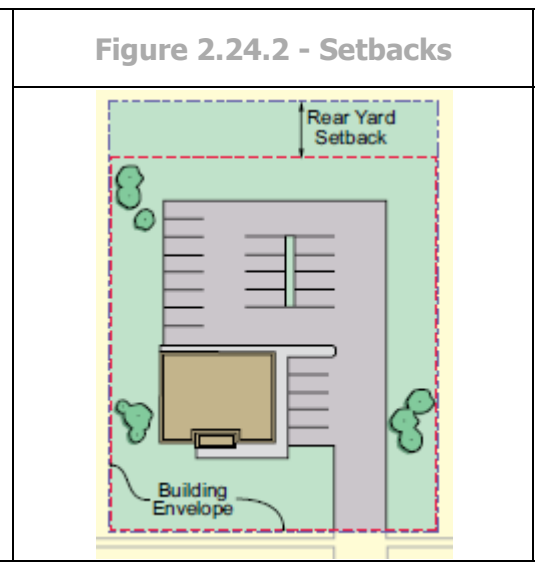 Figure 2.24.2 - Setbacks
Rear Yard
Setback
Building
Envelope